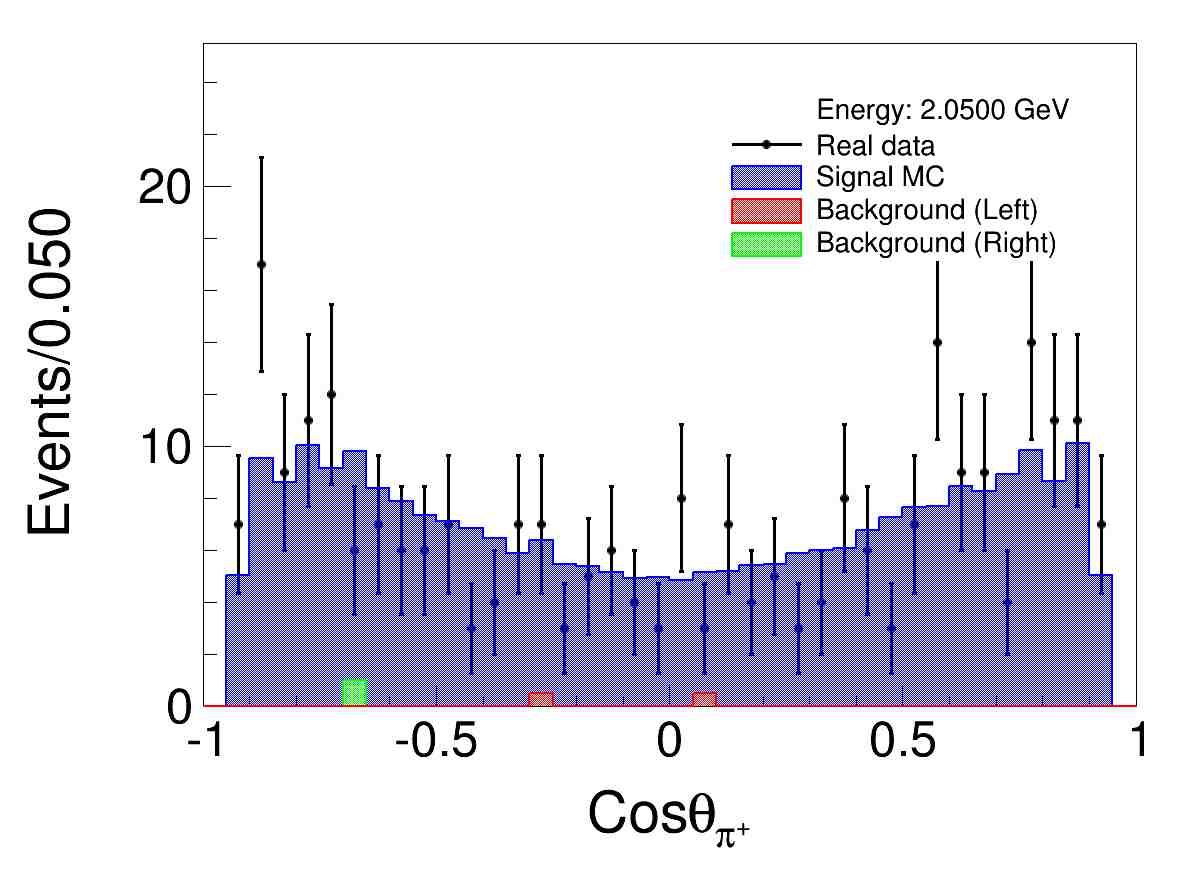 Energy: 2.0500 GeV
Real data
Signal MC
Background (Left)
Background (Right)
Events/0.050
20
10
0
-1
-0.5
0
0.5
1
Cosθπ+